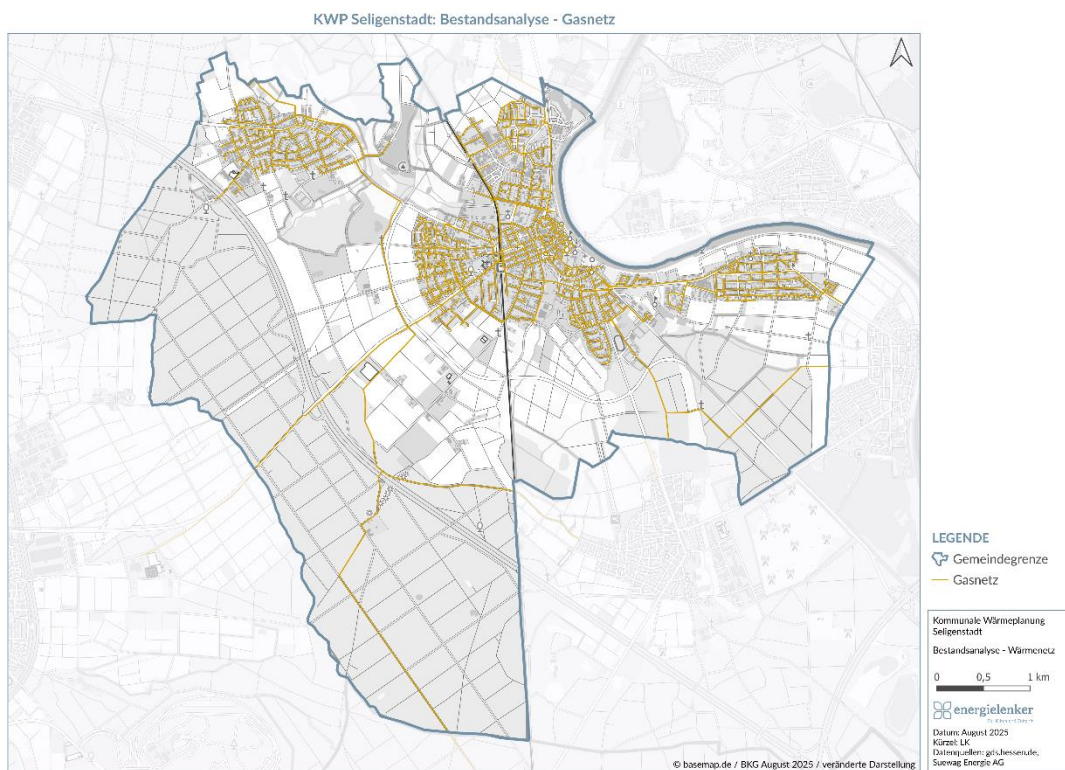 KWP Seligenstadt: Bestandsanalyse - Gasnetz
LEGENDE
Gemeindegrenze
Gasnetz
Kommunale Wärmeplanung
Seligenstadt
Bestandsanalyse - Wärmenetz
0 0,5 1 km
energielenker
Datum: August 2025
Kürzel: LK
Datenquellen: gds.hessen.de,
Suewag Energie AG
© basemap.de / BKG August 2025 / veränderte Darstellung